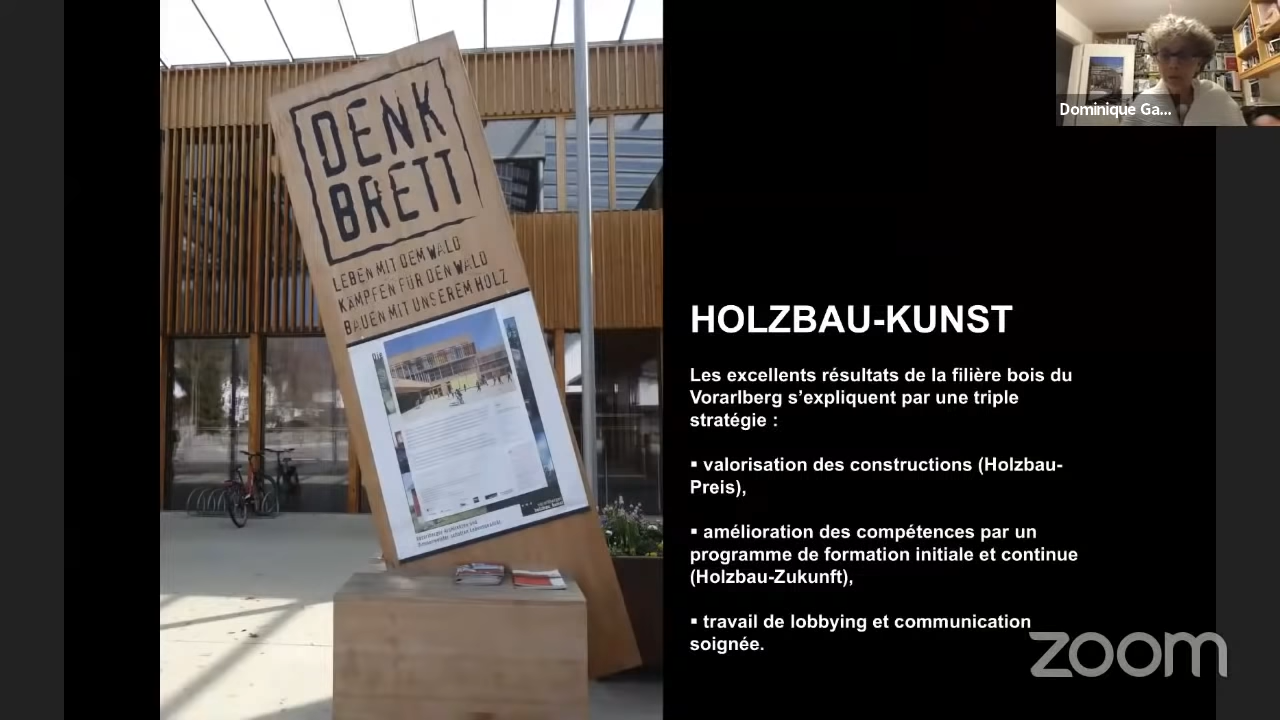 DENK
BRETT
LEBEN MIT DEM WALD
KÄMPFEN FÜR DEN WALD
BAUEN MIT UNSEREM HOLZ
Dominique Ga...
HOLZBAU-KUNST
Les excellents résultats de la filière bois du
Vorarlberg s’expliquent par une triple
stratégie :
▪ valorisation des constructions (Holzbau-
Preis),
▪ amélioration des compétences par un
programme de formation initiale et continue
(Holzbau-Zukunft),
▪ travail de lobbying et communication
soignée.
zoom